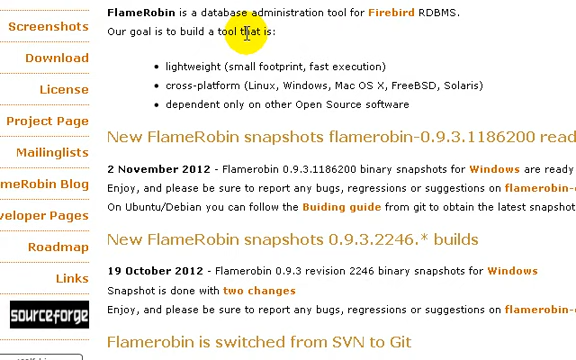 Screenshots
Download
License
Project Page
Mailinglists
meRobin Blog
veloper Pages
Roadmap
Links
sourceforge
FlameRobin is a database administration tool for Firebird RDBMS.
Our goal is to build a tool that is:
• lightweight (small footprint, fast execution)
• cross-platform (Linux, Windows, Mac OS X, FreeBSD, Solaris)
• dependent only on other Open Source software
New FlameRobin snapshots flamerobin-0.9.3.1186200 read
2 November 2012 - Flamerobin 0.9.3.1186200 binary snapshots for Windows are ready
Enjoy, and please be sure to report any bugs, regressions or suggestions on flamerobin-
On Ubuntu/Debian you can follow the Buiding guide from git to obtain the latest snapshot
New FlameRobin snapshots 0.9.3.2246.* builds
19 October 2012 - Flamerobin 0.9.3 revision 2246 binary snapshots for Windows
Snapshot is done with two changes
Enjoy, and please be sure to report any bugs, regressions or suggestions on flamerobin-
Flamerobin is switched from SVN to Git